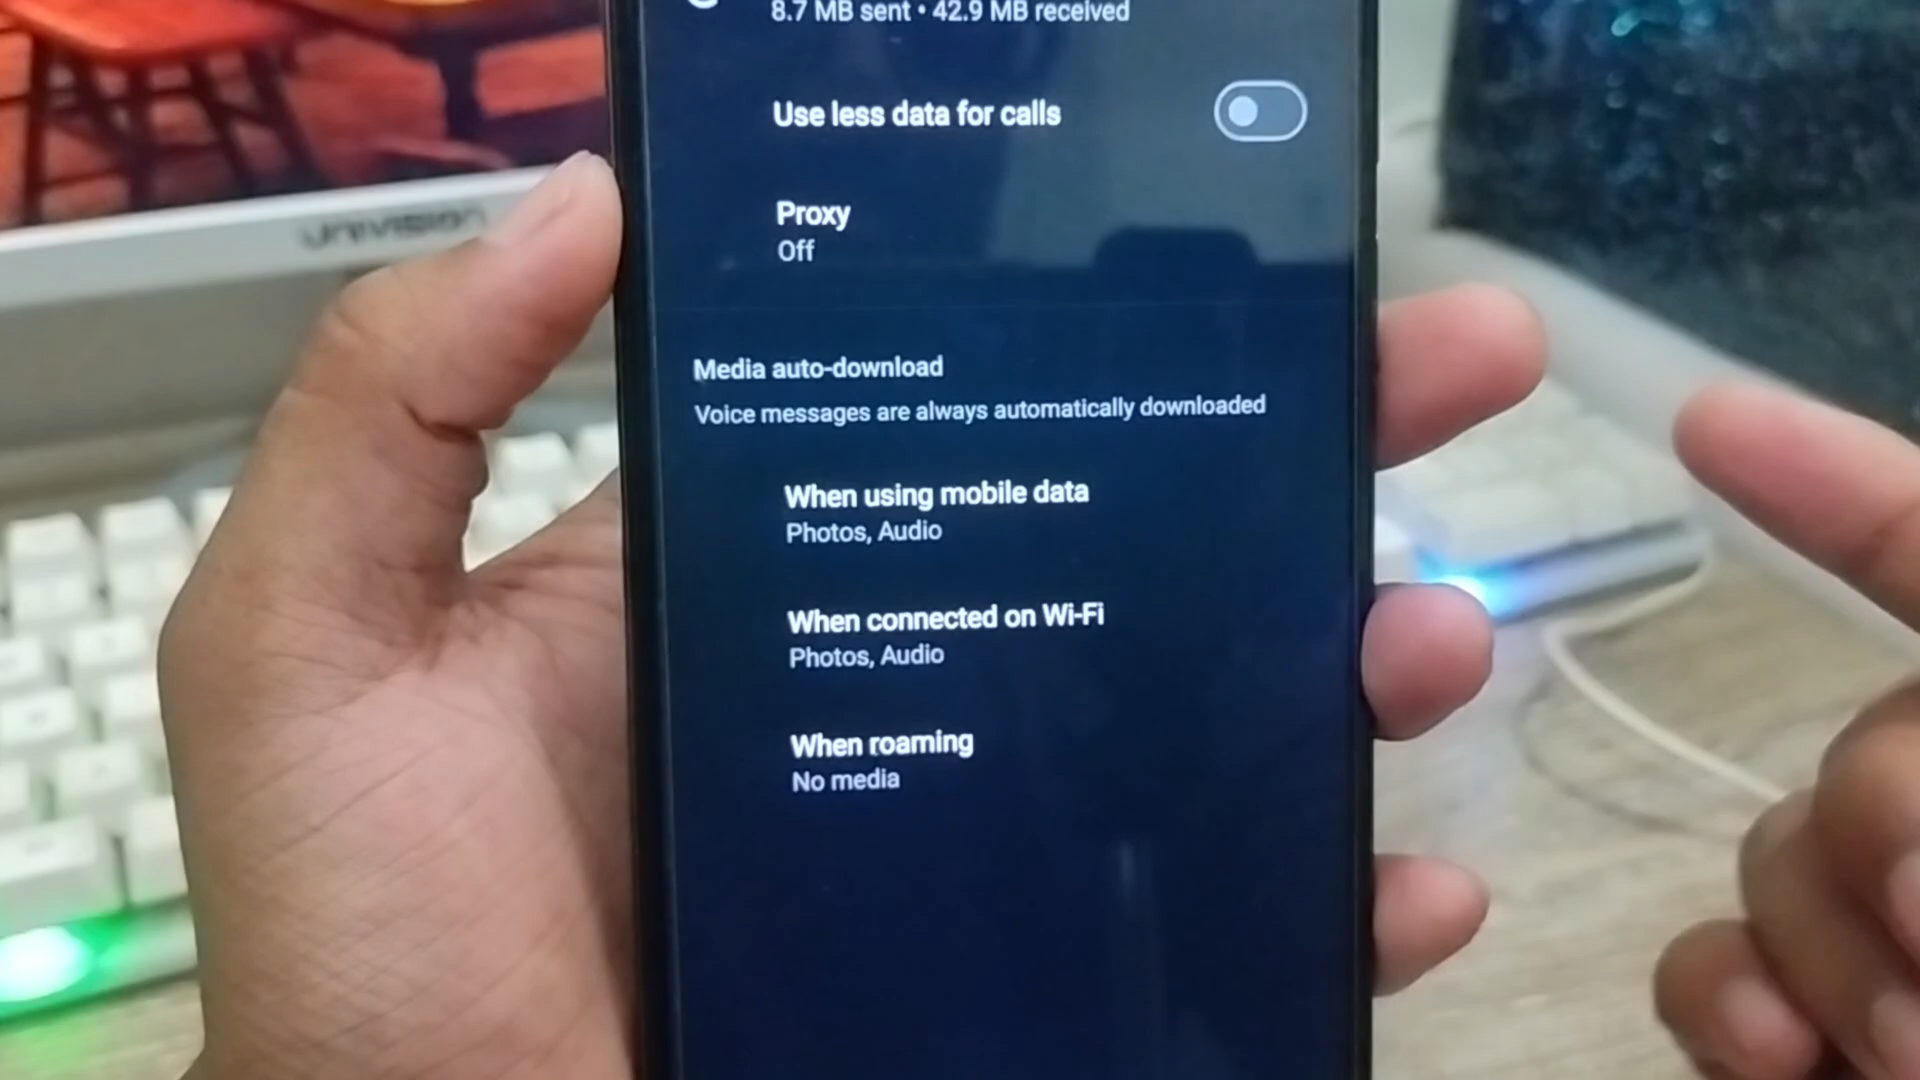 8.7 MB sent • 42.9 MB received
Use less data for calls
Proxy
Off
UNIVISION
Media auto-download
Voice messages are always automatically downloaded
When using mobile data
Photos, Audio
When connected on Wi-Fi
Photos, Audio
When roaming
No media